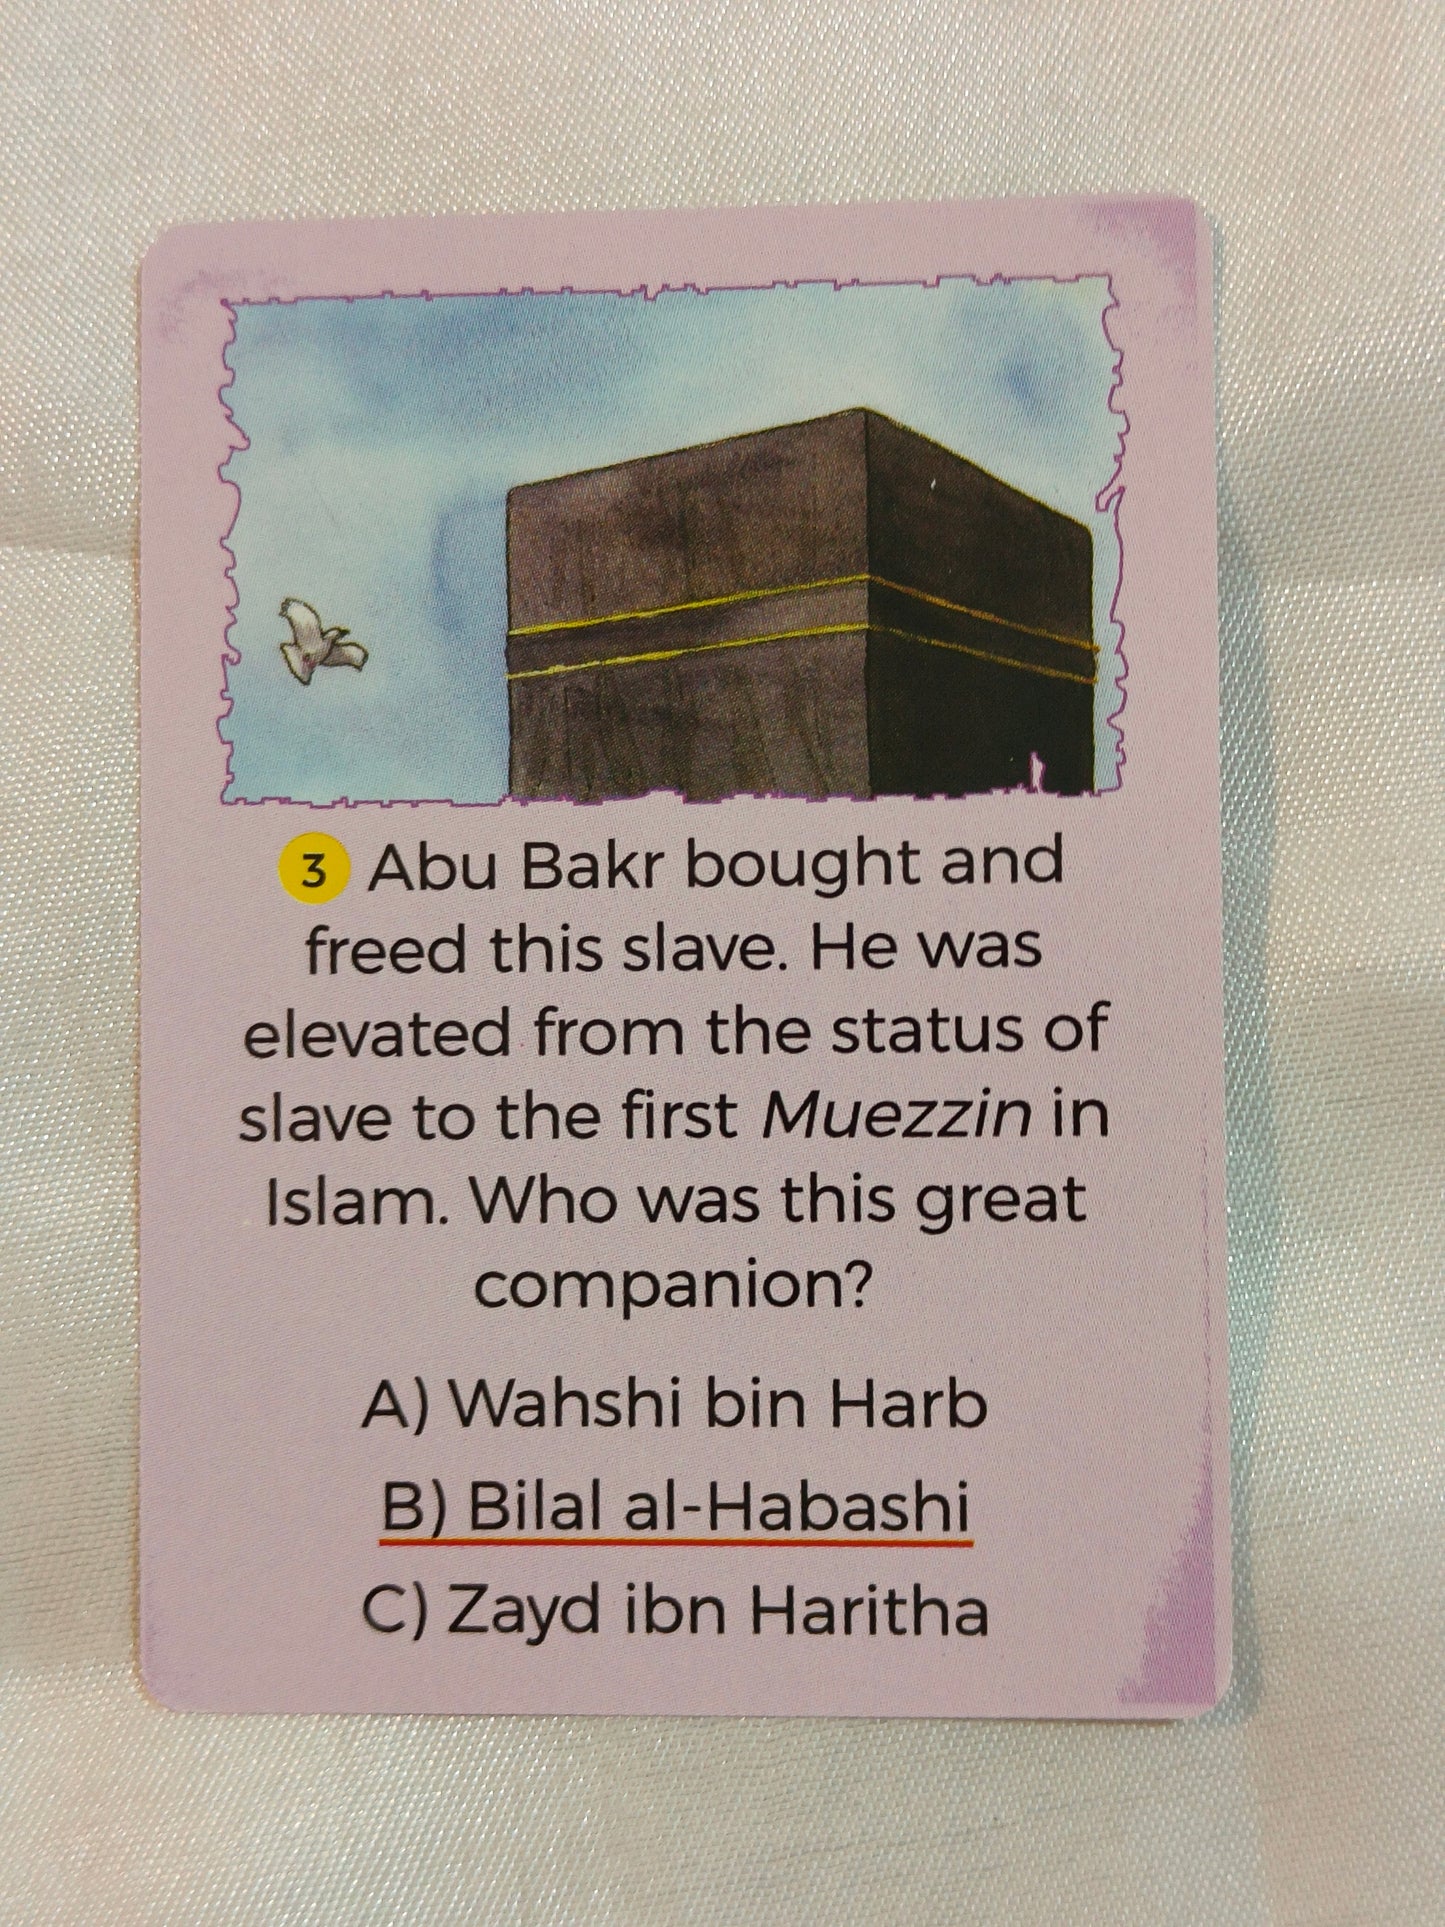 3 Abu Bakr bought and
freed this slave. He was
elevated from the status of
slave to the first Muezzin in
Islam. Who was this great
companion?
A) Wahshi bin Harb
B) Bilal al-Habashi
C) Zayd ibn Haritha